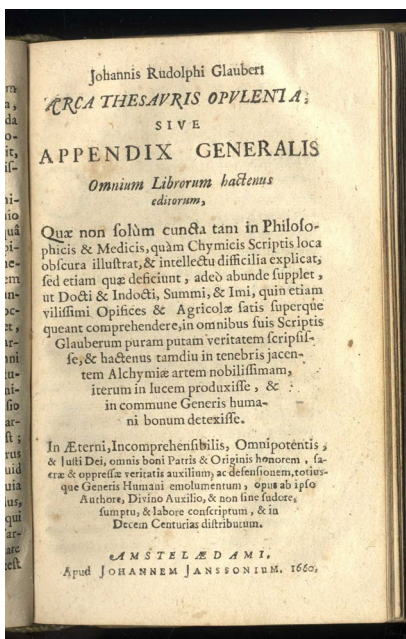 Johannis Rudolphi Glauberi
ARCA THESAVRIS OPVLENTA;
SIVE
APPENDIX GENERALIS
Omnium Librorum hactenus
editorum,
Quæ non solùm cuncta tam in Philoso-
phicis & Medicis, quàm Chymicis Scriptis loca
obscura illustrat, & intellectu difficilia explicat,
sed etiam quæ deficiunt, adeò abunde supplet,
ut Docti & Indocti, Summi, & Imi, quin etiam
vilissimi Opifices & Agricolæ satis superque
queant comprehendere, in omnibus suis Scriptis
Glauberum puram putam veritatem scripsis-
se, & hactenus tamdiu in tenebris jacen-
tem Alchymiæ artem nobilissimam,
iterum in lucem produxisse, &
in commune Generis huma-
ni bonum detexisse.
In Æterni, Incomprehensibilis, Omnipotentis,
& Justi Dei, omnis boni Patris & Originis honorem, sa-
cræ & oppressæ veritatis auxilium, ac defensionem, totius-
que Generis Humani emolumentum, opus ab ipso
Authore, Divino Auxilio, & non sine sudore,
sumptu, & labore conscriptum, & in
Decem Centurias distributum.
AMSTELÆDAMI.
Apud JOHANNEM JANSSONIUM. 1660.